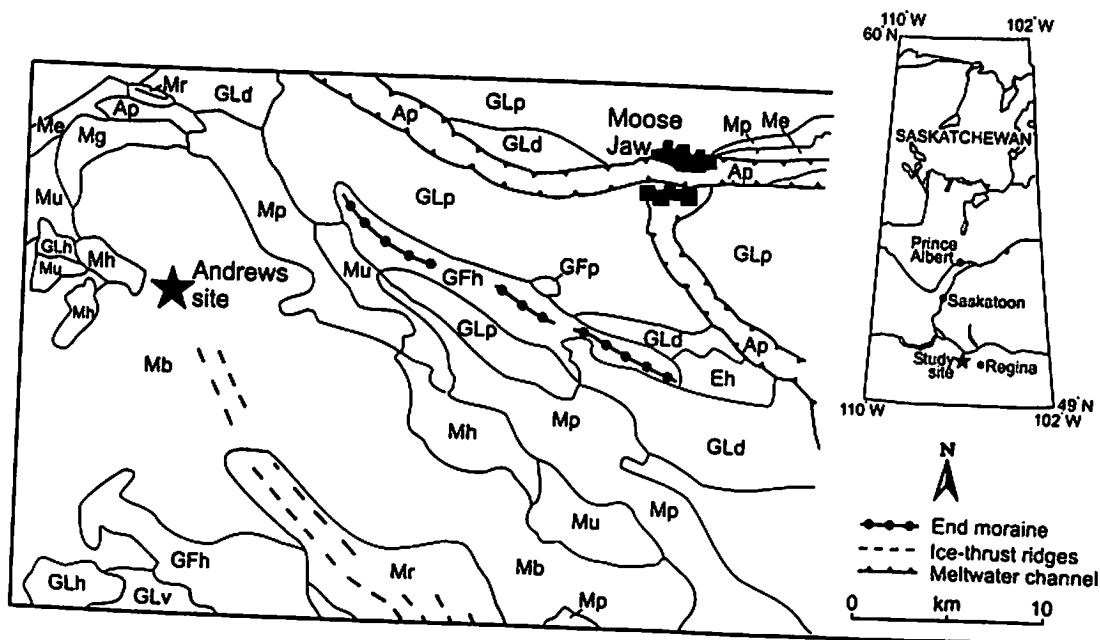 Mr
GLd
Ap
Me
Mg
Mu
GLh
Mu
Mh
Mh
Andrews
site
Mb
Mp
Ap
GLp
GLd
Moose
Jaw
Mp
Me
Ap
GLp
Mu
GFh
GFp
GLp
GLp
GLd
Ap
Eh
Mh
Mp
GLd
Mu
Mp
GFh
GLh
GLv
Mr
Mb
Mp
110°W
102°W
60°N
SASKATCHEWAN
Prince
Albert
Saskatoon
Study
site
Regina
110°W
49°N
102°W
N
End moraine
Ice-thrust ridges
Meltwater channel
0 km 10